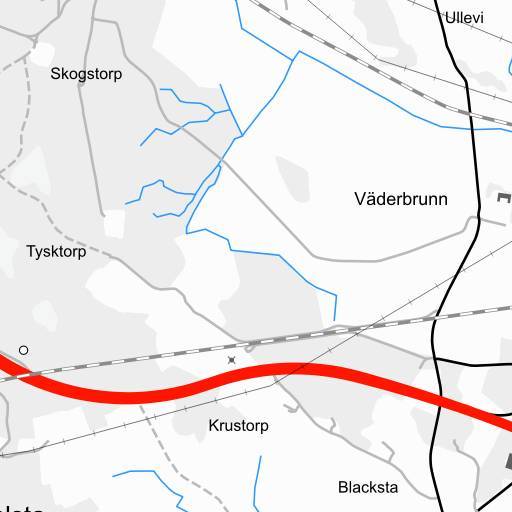 Ullevi
Skogstorp
Väderbrunn
Tysktorp
Krustorp
Blacksta